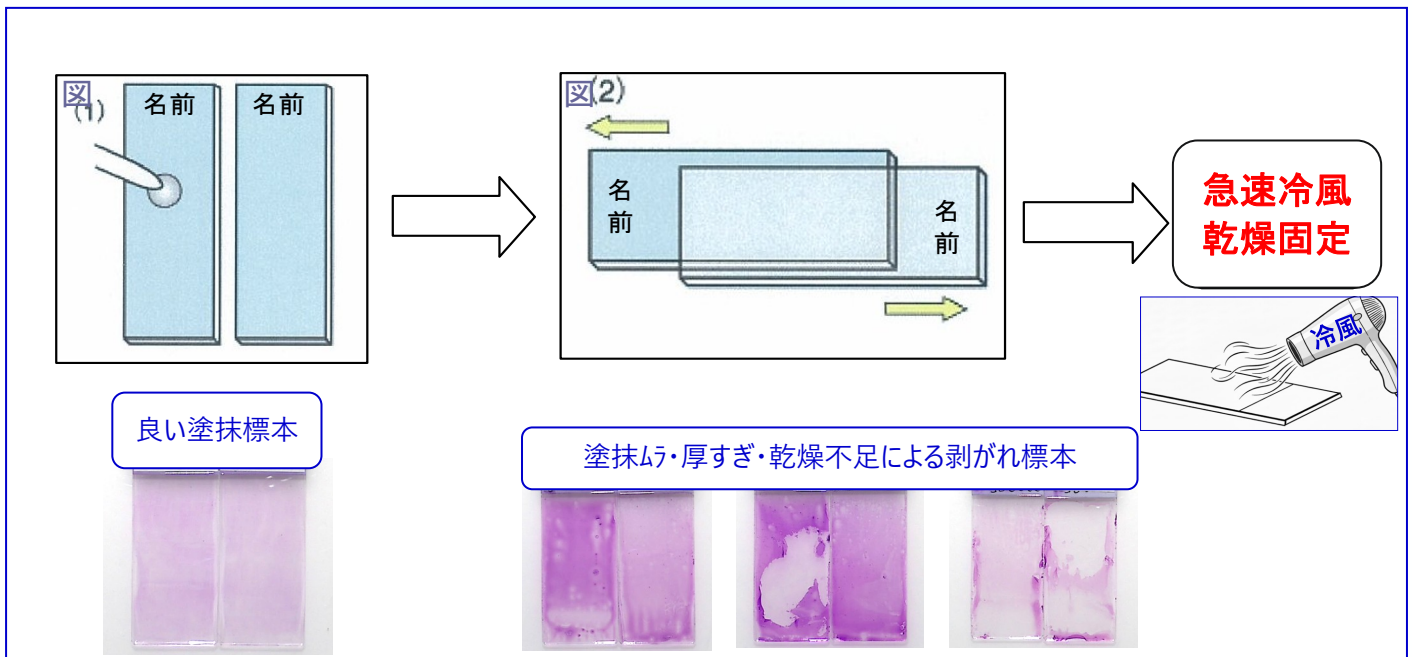 図(1)
名前
名前
図(2)
名前
名前
急速冷風
乾燥固定
冷風
良い塗抹標本
塗抹ムラ・厚すぎ・乾燥不足による剥がれ標本